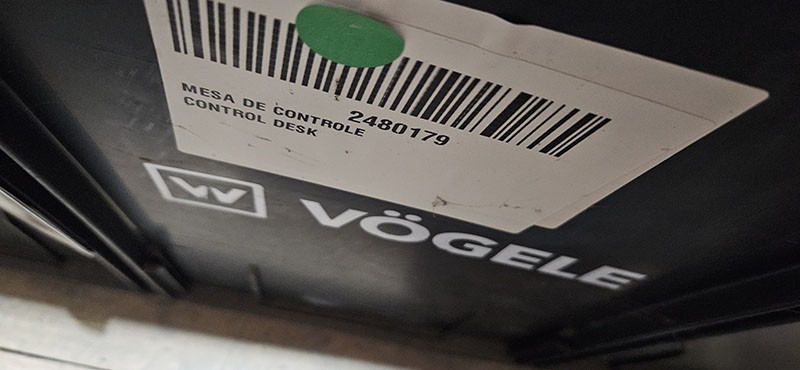 2480179
MESA DE CONTROLE
CONTROL DESK
VÖGELE